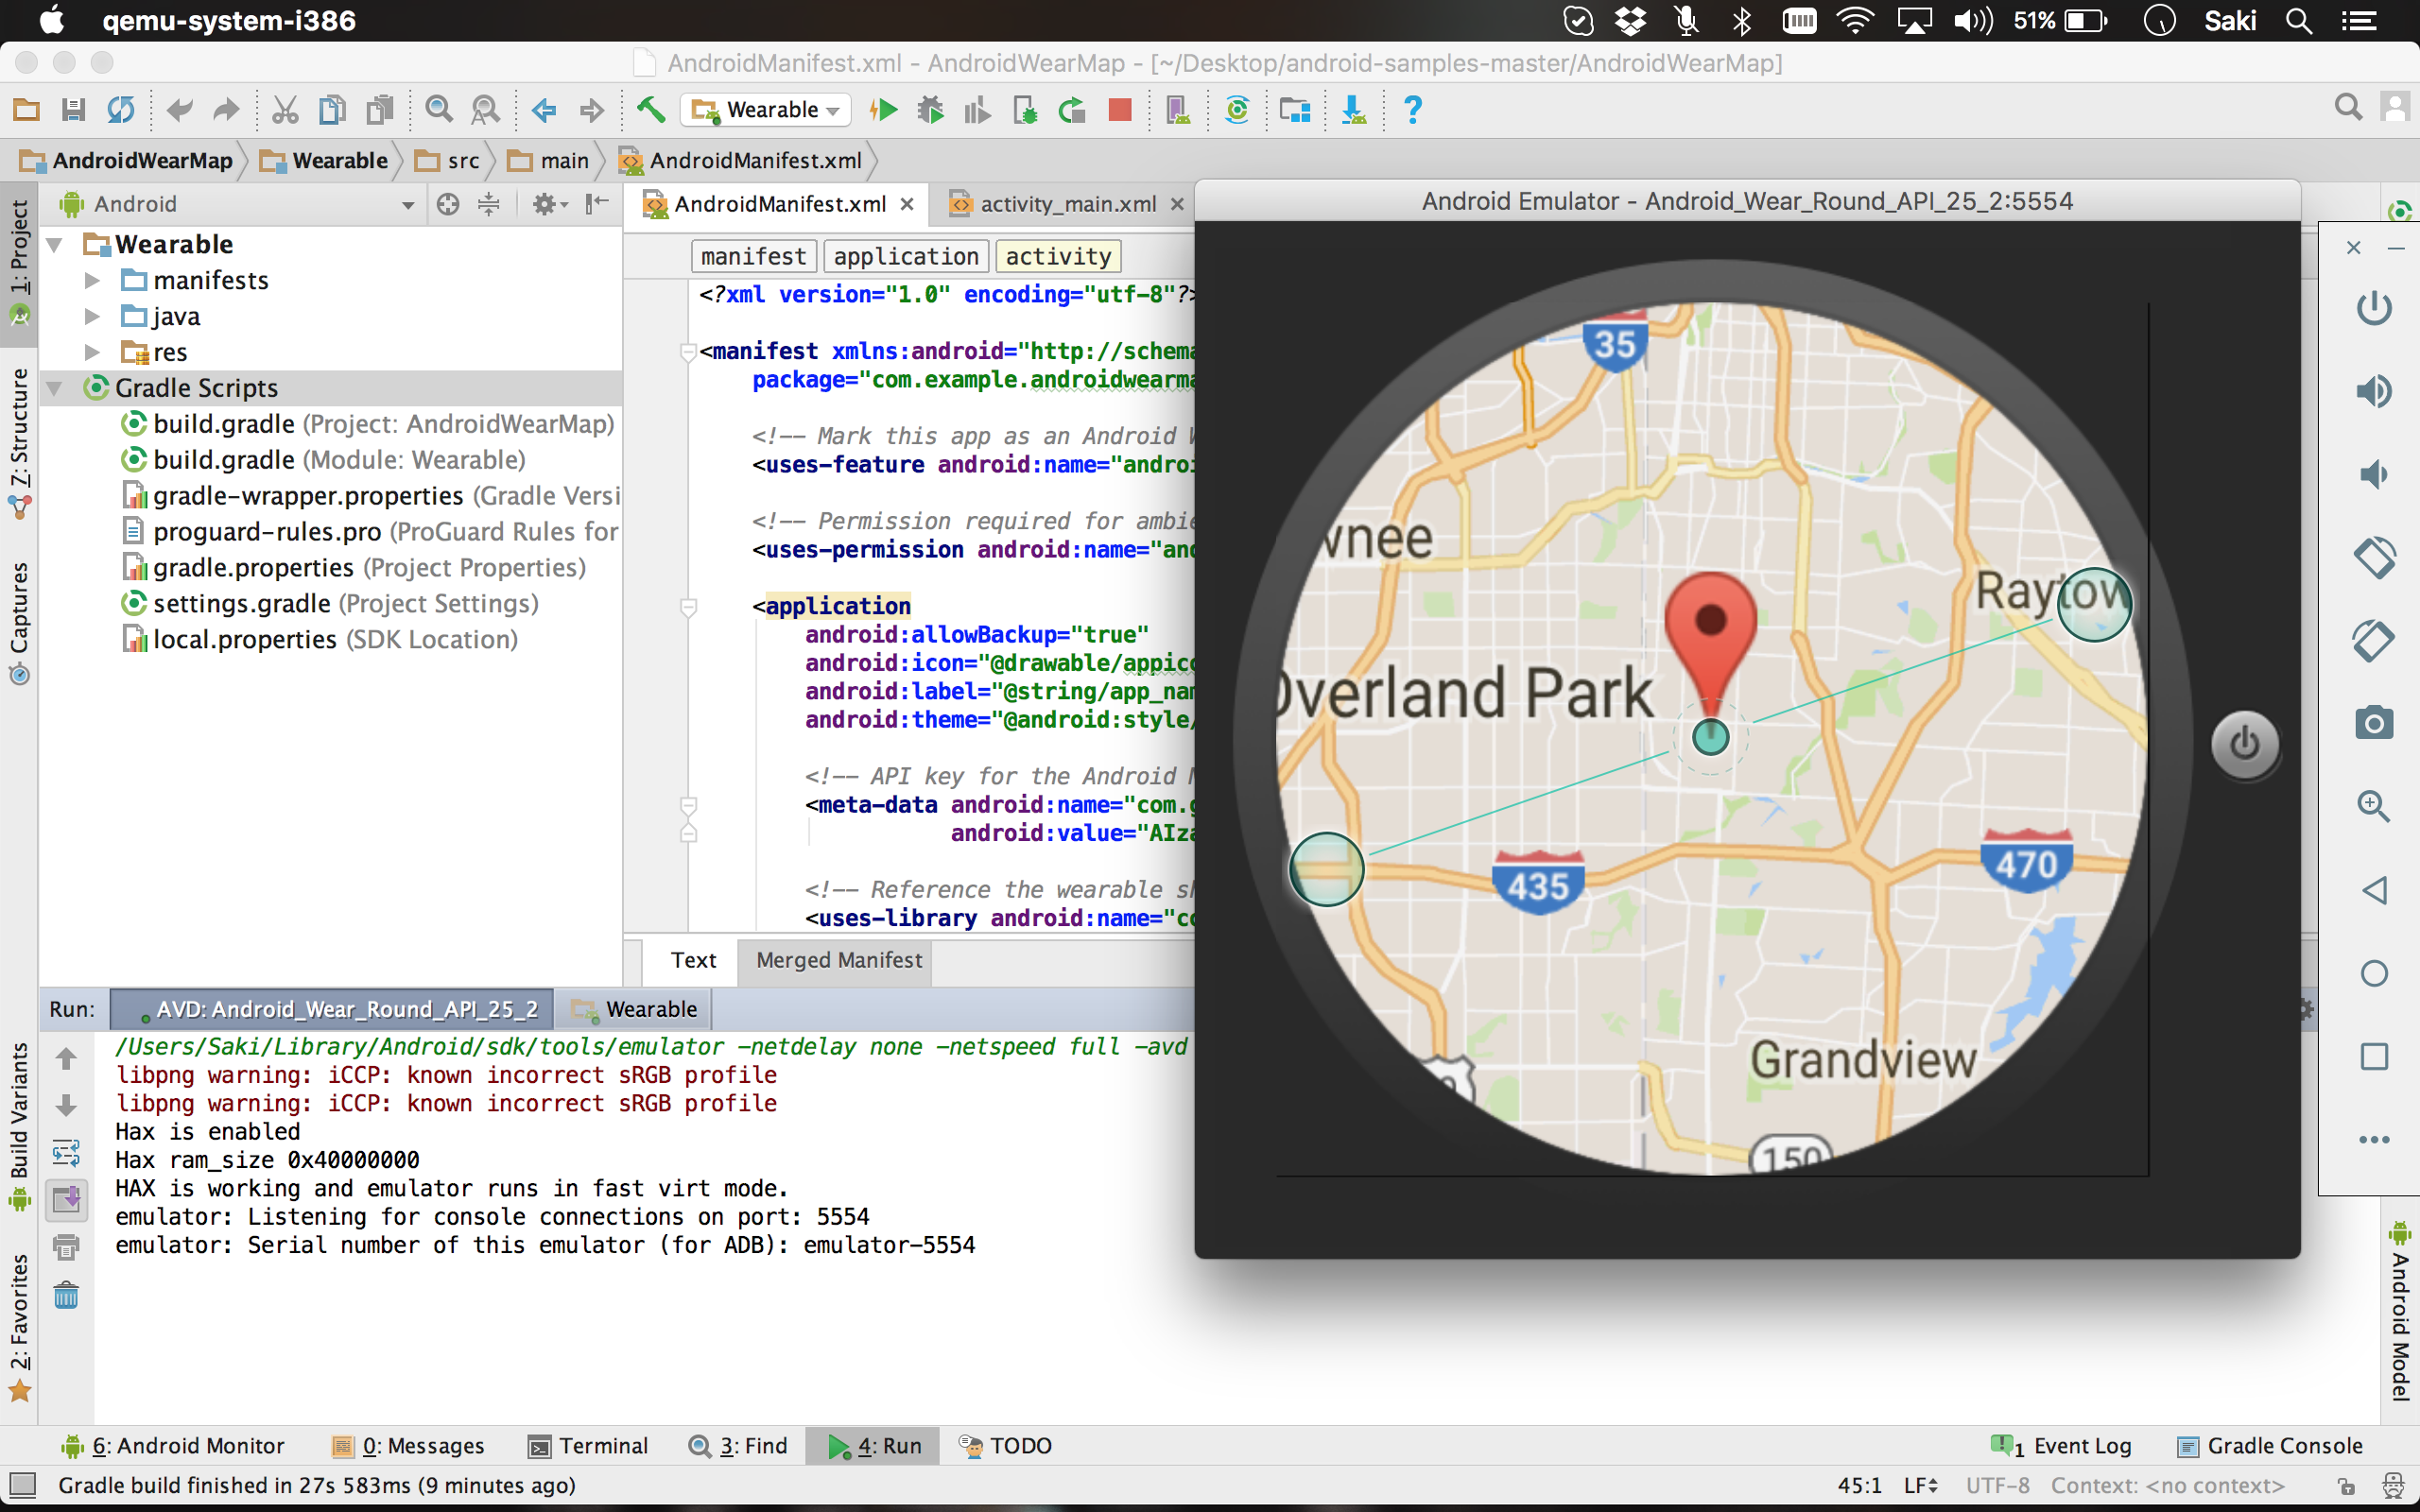 qemu-system-i386
51%
Saki
AndroidManifest.xml - AndroidWearMap - [~/Desktop/android-samples-master/AndroidWearMap]
Wearable
AndroidWearMap
Wearable
src
main
AndroidManifest.xml
1: Project
7: Structure
Captures
Build Variants
2: Favorites
Android
Wearable
manifests
java
res
Gradle Scripts
build.gradle (Project: AndroidWearMap)
build.gradle (Module: Wearable)
gradle-wrapper.properties (Gradle Versi
proguard-rules.pro (ProGuard Rules for
gradle.properties (Project Properties)
settings.gradle (Project Settings)
local.properties (SDK Location)
AndroidManifest.xml
activity_main.xml
manifest
application
activity
<?xml version="1.0" encoding="utf-8"?>
<manifest xmlns:android="http://schema
package="com.example.androidwearma
<!-- Mark this app as an Android W
<uses-feature android:name="androi
<!-- Permission required for ambie
<uses-permission android:name="and
<application
android:allowBackup="true"
android:icon="@drawable/appico
android:label="@string/app_nam
android:theme="@android:style/
<!-- API key for the Android M
<meta-data android:name="com.g
android:value="AIza
<!-- Reference the wearable sh
<uses-library android:name="co
Text
Merged Manifest
Android Emulator - Android_Wear_Round_API_25_2:5554
35
wnee
Raytow
Overland Park
435
470
Grandview
150
Run:
AVD: Android_Wear_Round_API_25_2
Wearable
/Users/Saki/Library/Android/sdk/tools/emulator -netdelay none -netspeed full -avd
libpng warning: iCCP: known incorrect sRGB profile
libpng warning: iCCP: known incorrect sRGB profile
Hax is enabled
Hax ram_size 0x40000000
HAX is working and emulator runs in fast virt mode.
emulator: Listening for console connections on port: 5554
emulator: Serial number of this emulator (for ADB): emulator-5554
Android Model
6: Android Monitor
0: Messages
Terminal
3: Find
4: Run
TODO
1 Event Log
Gradle Console
Gradle build finished in 27s 583ms (9 minutes ago)
45:1
LF
UTF-8
Context: <no context>